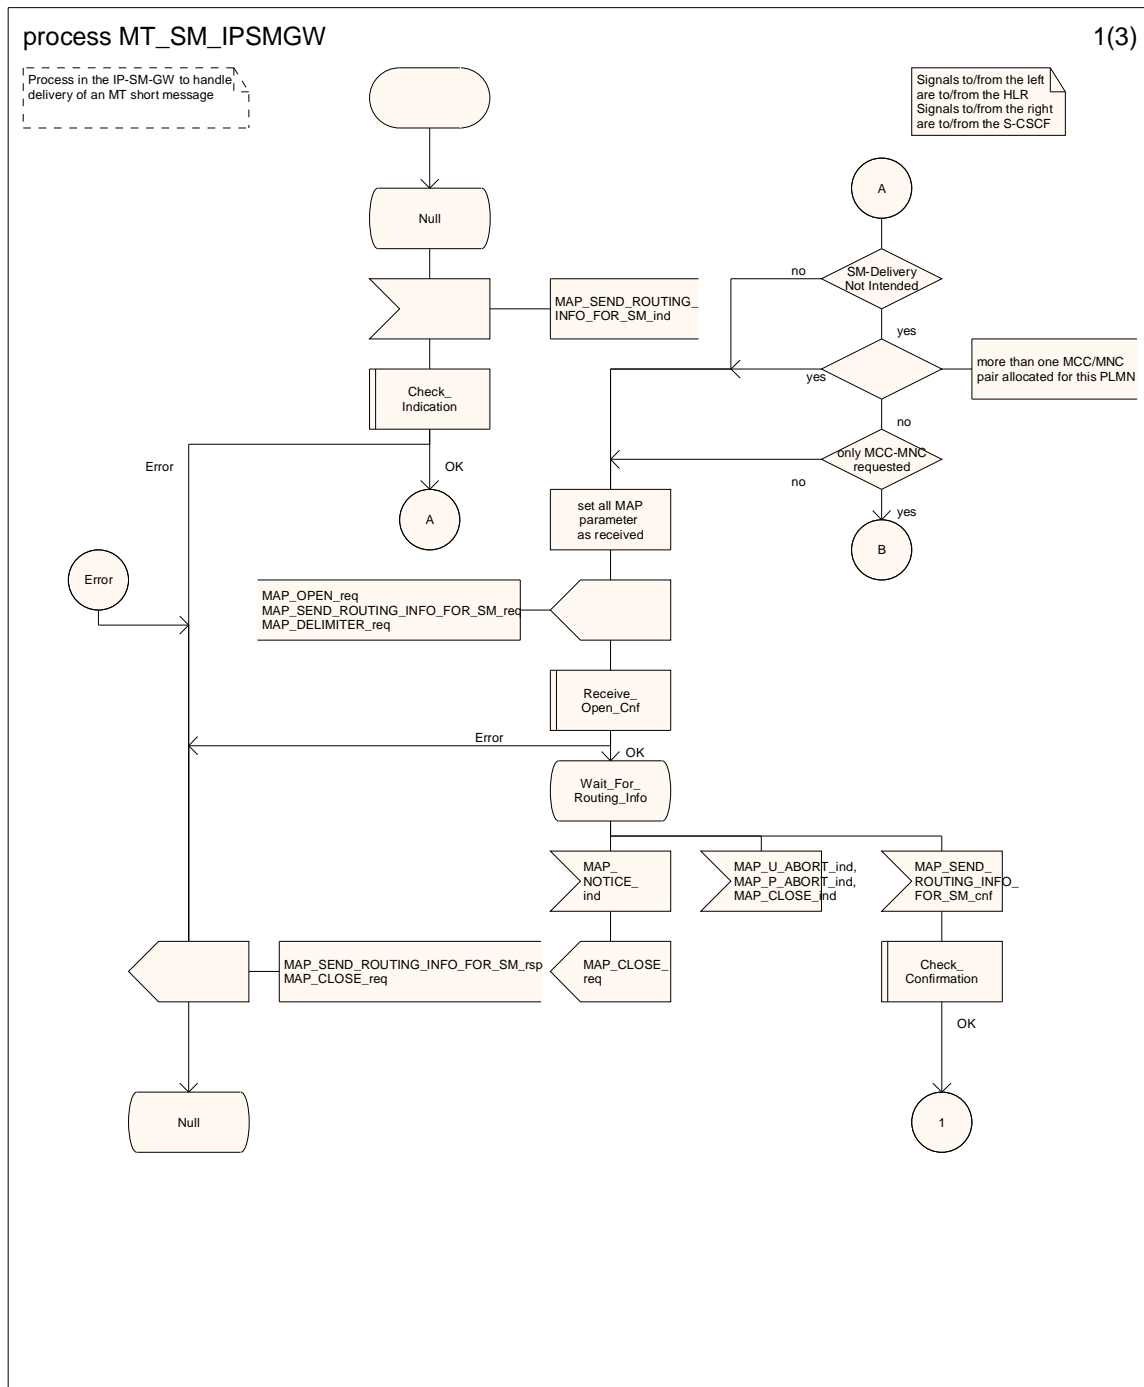 process MT_SM_IPSMGW
1(3)
Process in the IP-SM-GW to handle
delivery of an MT short message
Signals to/from the left
are to/from the HLR
Signals to/from the right
are to/from the S-CSCF
Null
MAP_SEND_ROUTING_
INFO_FOR_SM_ind
Check_
Indication
Error
OK
A
A
SM-Delivery
Not Intended
no
yes
more than one MCC/MNC
pair allocated for this PLMN
yes
no
only MCC-MNC
requested
no
yes
B
set all MAP
parameter
as received
Error
MAP_OPEN_req
MAP_SEND_ROUTING_INFO_FOR_SM_req
MAP_DELIMITER_req
Receive_
Open_Cnf
Error
OK
Wait_For_
Routing_Info
MAP_
NOTICE_
ind
MAP_U_ABORT_ind,
MAP_P_ABORT_ind,
MAP_CLOSE_ind
MAP_SEND_
ROUTING_INFO_
FOR_SM_cnf
MAP_SEND_ROUTING_INFO_FOR_SM_rsp
MAP_CLOSE_req
MAP_CLOSE_
req
Check_
Confirmation
OK
Null
1